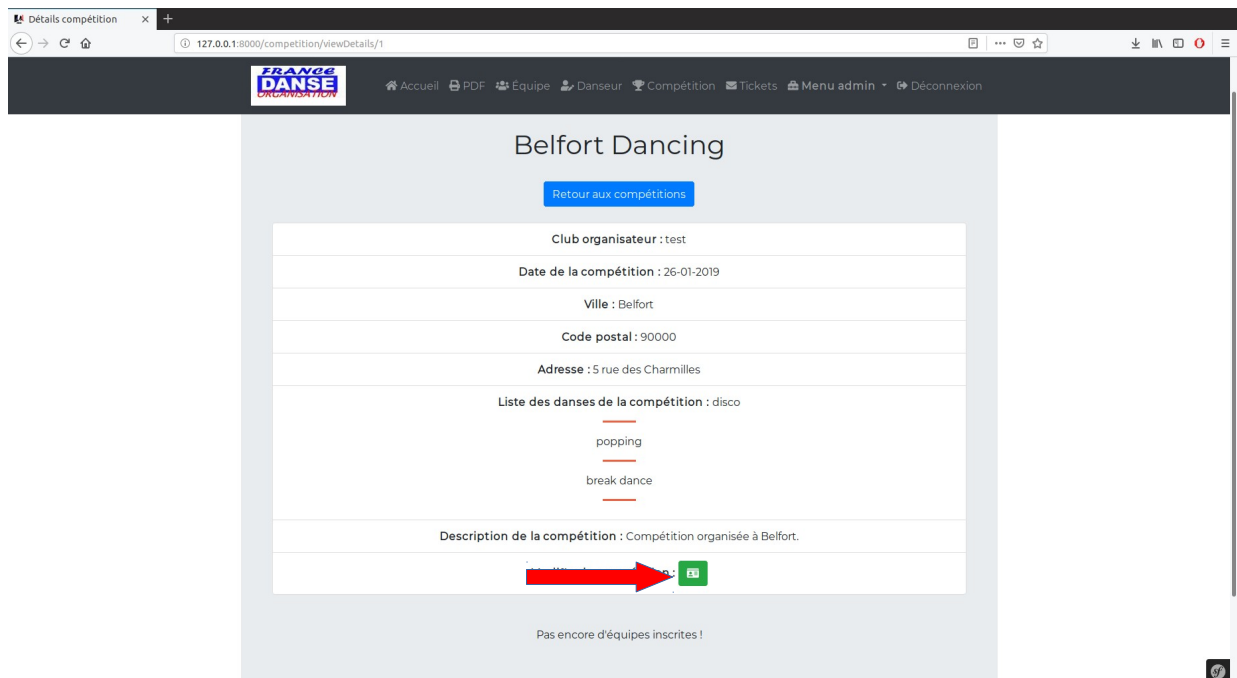 Détails compétition
127.0.0.1:8000/competition/viewDetails/1
FRANCE
DANSE
ORGANISATION
Accueil PDF Équipe Danseur Compétition Tickets Menu admin Déconnexion
Belfort Dancing
Retour aux compétitions
Club organisateur : test
Date de la compétition : 26-01-2019
Ville : Belfort
Code postal : 90000
Adresse : 5 rue des Charmilles
Liste des danses de la compétition : disco
popping
break dance
Description de la compétition : Compétition organisée à Belfort.
Pas encore d'équipes inscrites !